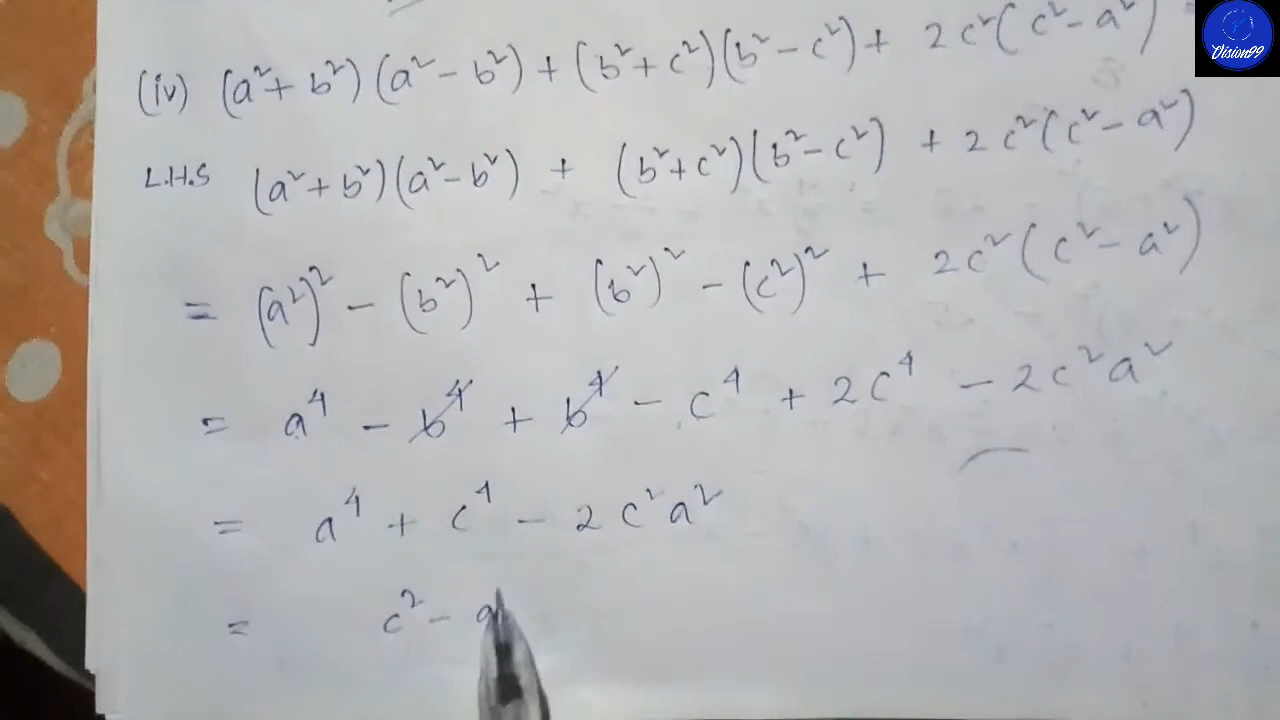 (iv) (a²+ b²)(a² - b²) + (b²+ c²)(b² - c²) + 2c²(c² - a²)
L.H.S (a² + b²)(a² - b²) + (b² + c²)(b² - c²) + 2c²(c² - a²)
= (a²)² - (b²)² + (b²)² - (c²)² + 2c²(c² - a²)
= a⁴ - b⁴ + b⁴ - c⁴ + 2c⁴ - 2c²a²
= a⁴ + c⁴ - 2c²a²
= c² - a
Vision99